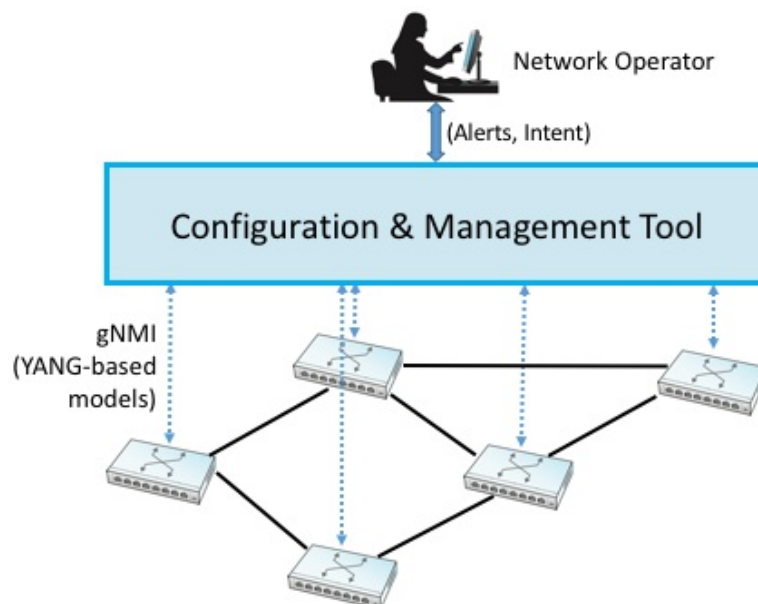 Network Operator
(Alerts, Intent)
Configuration & Management Tool
gNMI
(YANG-based
models)